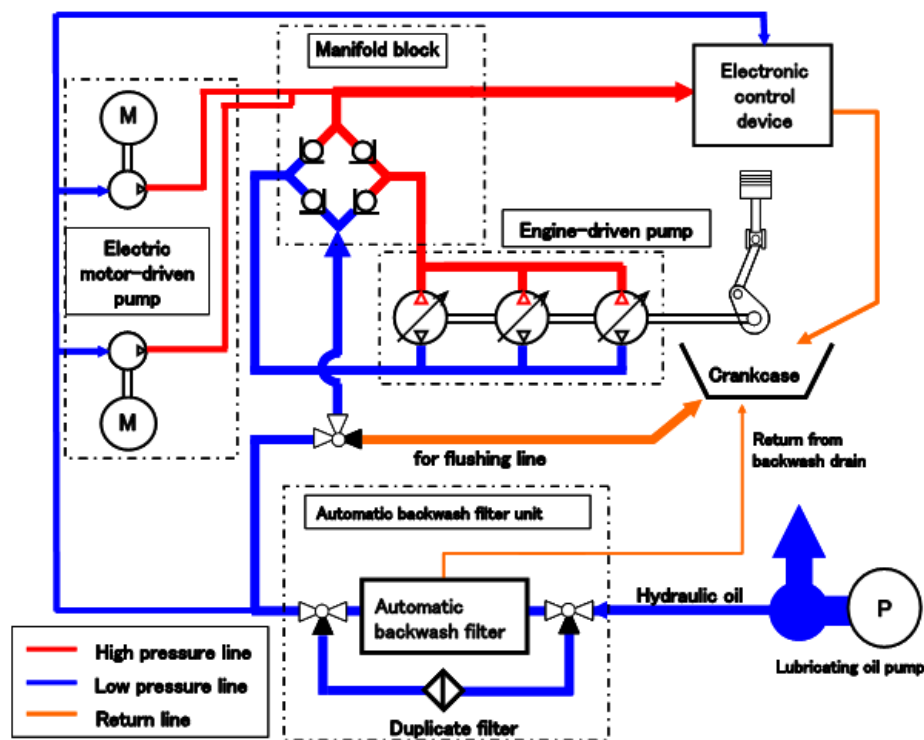 Manifold block
Electronic
control
device
M
Electric
motor-driven
pump
M
Engine-driven pump
Crankcase
for flushing line
Return from
backwash drain
Automatic backwash filter unit
Automatic
backwash filter
Hydraulic oil
P
Lubricating oil pump
Duplicate filter
High pressure line
Low pressure line
Return line